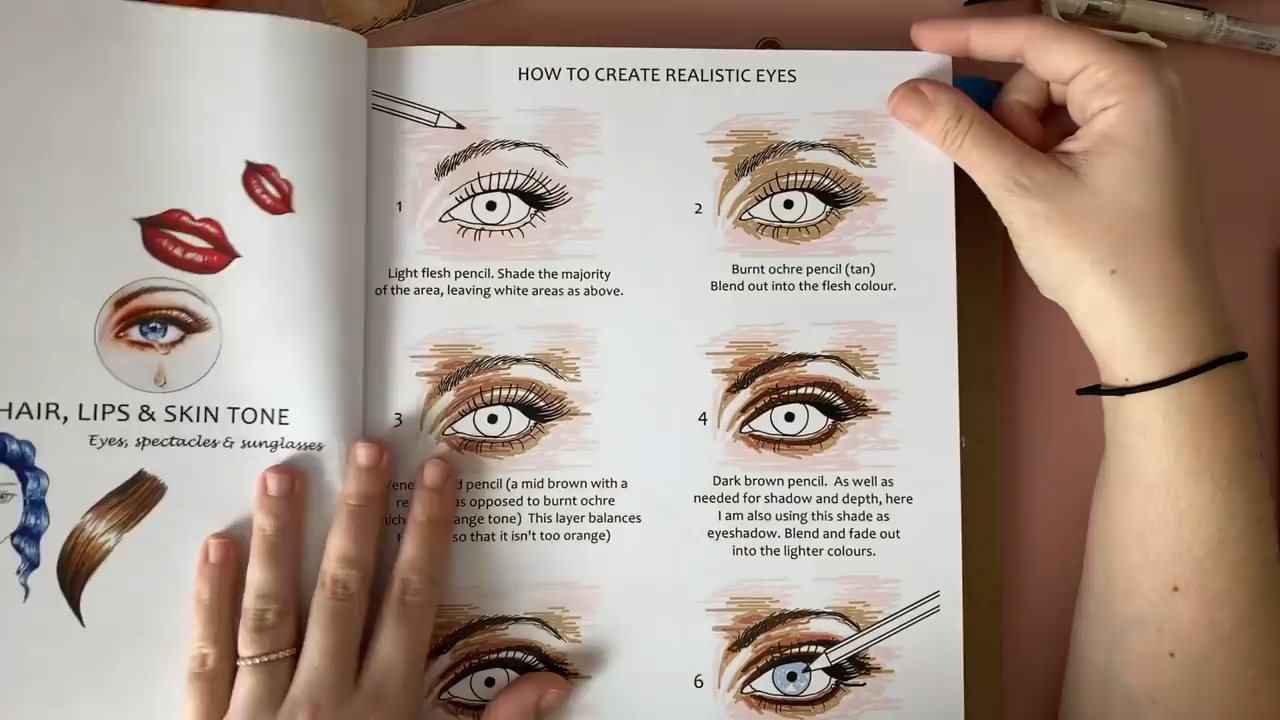 HAIR, LIPS & SKIN TONE
Eyes, spectacles & sunglasses
HOW TO CREATE REALISTIC EYES
1
Light flesh pencil. Shade the majority
of the area, leaving white areas as above.
2
Burnt ochre pencil (tan)
Blend out into the flesh colour.
3
pencil (a mid brown with a
as opposed to burnt ochre
tone) This layer balances
so that it isn't too orange)
4
Dark brown pencil. As well as
needed for shadow and depth, here
I am also using this shade as
eyeshadow. Blend and fade out
into the lighter colours.
6